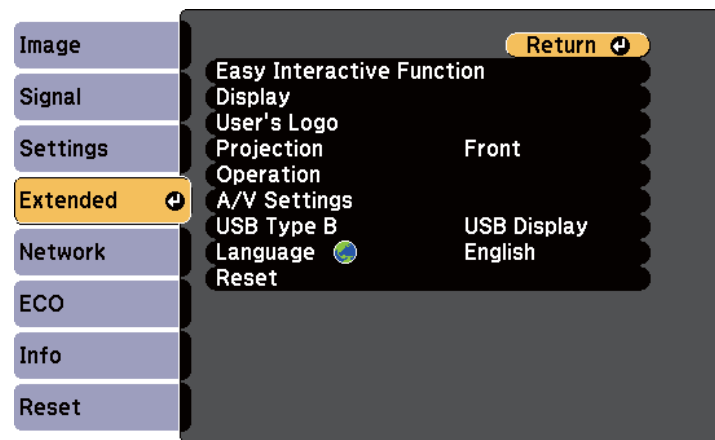 Image
Signal
Settings
Extended
Network
ECO
Info
Reset
Return
Easy Interactive Function
Display
User's Logo
Projection Front
Operation
A/V Settings
USB Type B USB Display
Language English
Reset